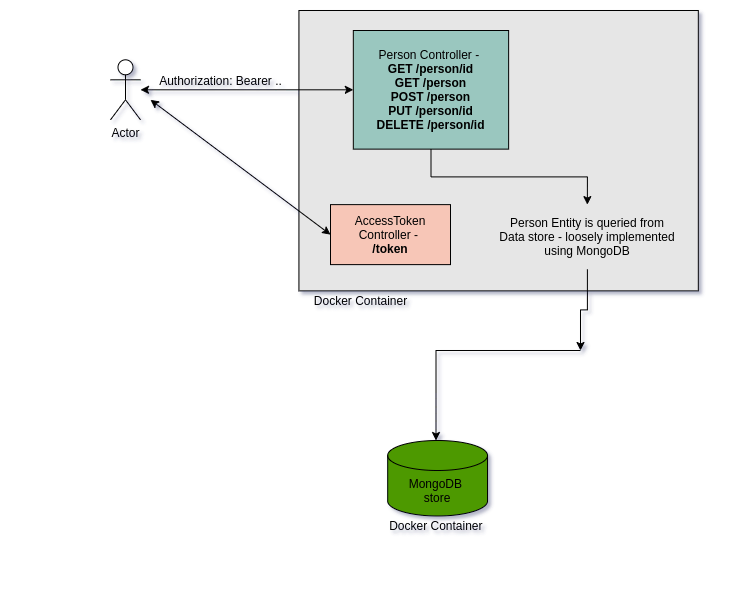 Person Controller -
GET /person/id
GET /person
POST /person
PUT /person/id
DELETE /person/id
Authorization: Bearer ..
Actor
AccessToken
Controller -
/token
Person Entity is queried from
Data store - loosely implemented
using MongoDB
Docker Container
MongoDB
store
Docker Container